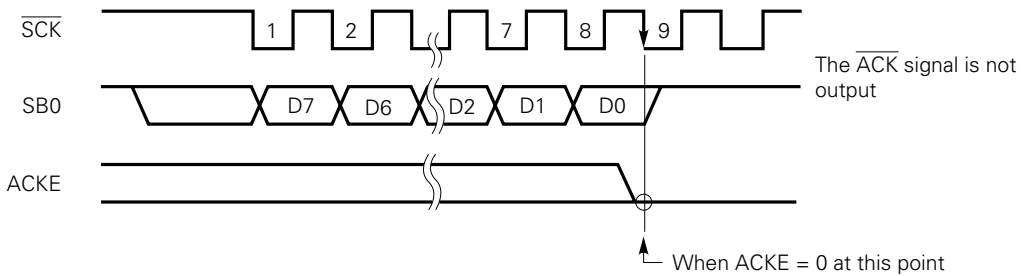 SCK
1 2 7 8 9
The ACK signal is not
output
SB0
D7 D6 D2 D1 D0
ACKE
When ACKE = 0 at this point